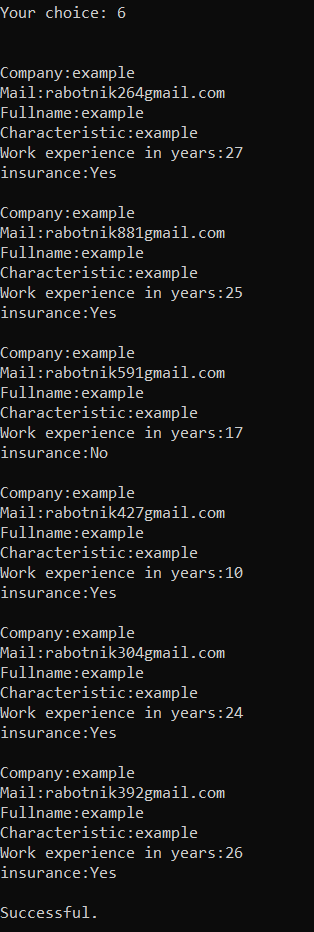 Your choice: 6
Company:example
Mail:rabotnik264gmail.com
Fullname:example
Characteristic:example
Work experience in years:27
insurance:Yes
Company:example
Mail:rabotnik881gmail.com
Fullname:example
Characteristic:example
Work experience in years:25
insurance:Yes
Company:example
Mail:rabotnik591gmail.com
Fullname:example
Characteristic:example
Work experience in years:17
insurance:No
Company:example
Mail:rabotnik427gmail.com
Fullname:example
Characteristic:example
Work experience in years:10
insurance:Yes
Company:example
Mail:rabotnik304gmail.com
Fullname:example
Characteristic:example
Work experience in years:24
insurance:Yes
Company:example
Mail:rabotnik392gmail.com
Fullname:example
Characteristic:example
Work experience in years:26
insurance:Yes
Successful.